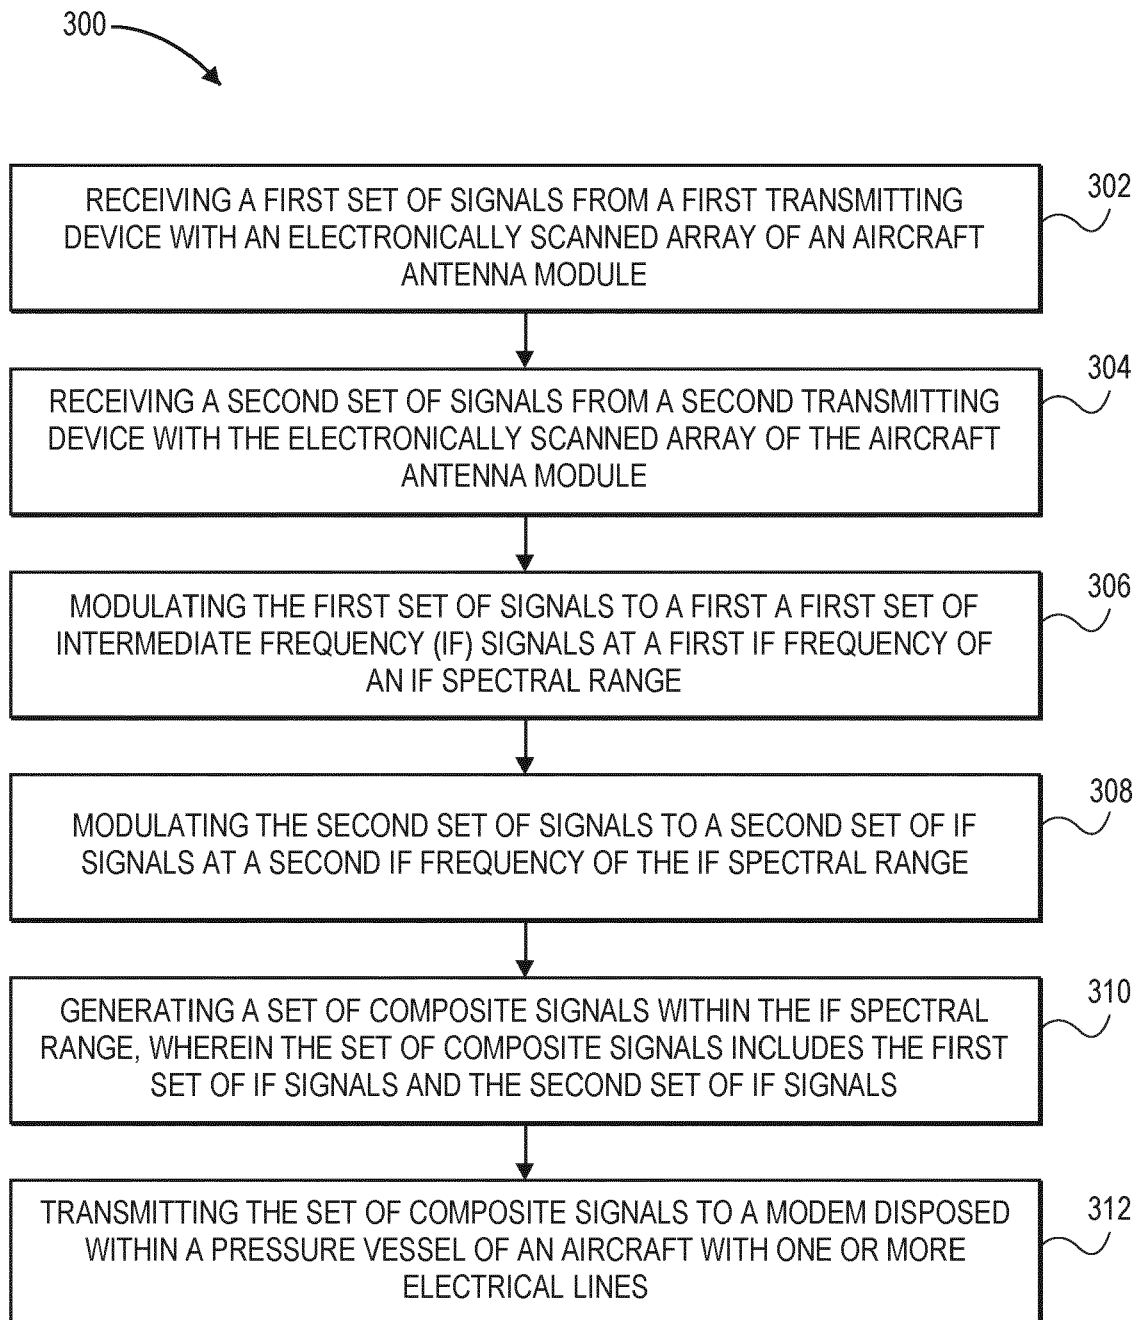 300
RECEIVING A FIRST SET OF SIGNALS FROM A FIRST TRANSMITTING
DEVICE WITH AN ELECTRONICALLY SCANNED ARRAY OF AN AIRCRAFT
ANTENNA MODULE
302
RECEIVING A SECOND SET OF SIGNALS FROM A SECOND TRANSMITTING
DEVICE WITH THE ELECTRONICALLY SCANNED ARRAY OF THE AIRCRAFT
ANTENNA MODULE
304
MODULATING THE FIRST SET OF SIGNALS TO A FIRST A FIRST SET OF
INTERMEDIATE FREQUENCY (IF) SIGNALS AT A FIRST IF FREQUENCY OF
AN IF SPECTRAL RANGE
306
MODULATING THE SECOND SET OF SIGNALS TO A SECOND SET OF IF
SIGNALS AT A SECOND IF FREQUENCY OF THE IF SPECTRAL RANGE
308
GENERATING A SET OF COMPOSITE SIGNALS WITHIN THE IF SPECTRAL
RANGE, WHEREIN THE SET OF COMPOSITE SIGNALS INCLUDES THE FIRST
SET OF IF SIGNALS AND THE SECOND SET OF IF SIGNALS
310
TRANSMITTING THE SET OF COMPOSITE SIGNALS TO A MODEM DISPOSED
WITHIN A PRESSURE VESSEL OF AN AIRCRAFT WITH ONE OR MORE
ELECTRICAL LINES
312